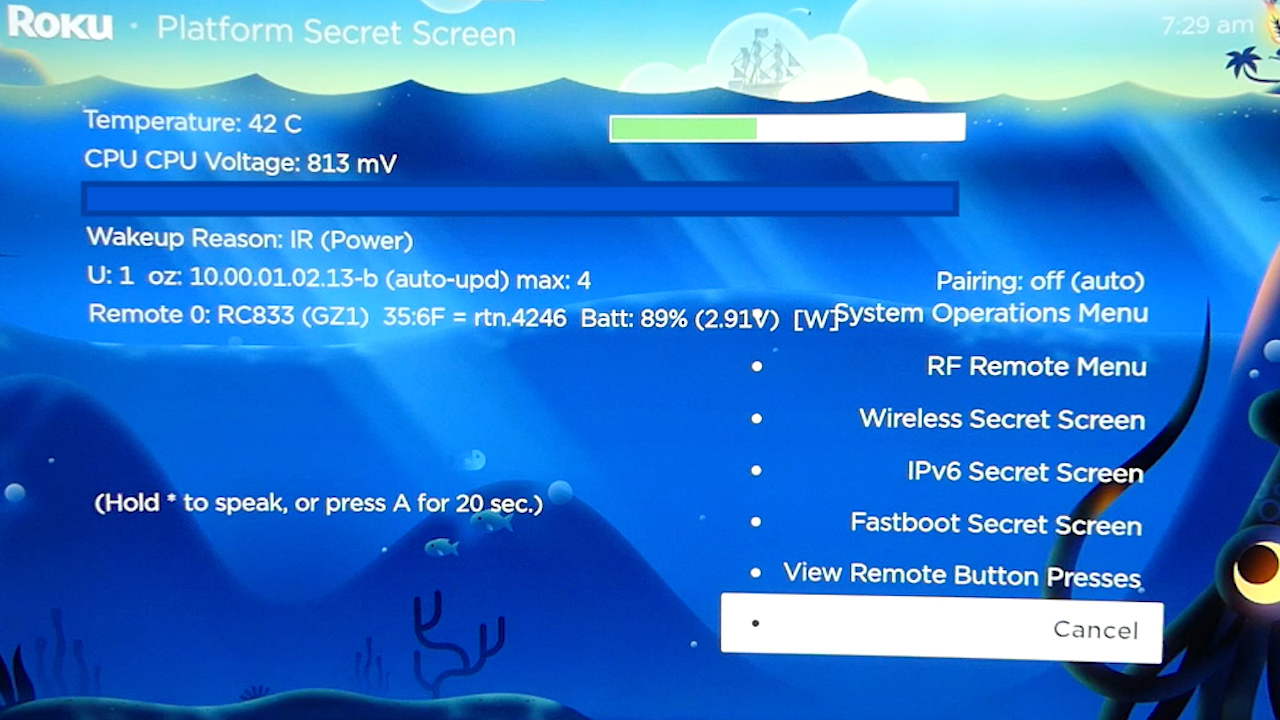 Roku · Platform Secret Screen
7:29 am
Temperature: 42 C
CPU CPU Voltage: 813 mV
Wakeup Reason: IR (Power)
U: 1 oz: 10.00.01.02.13-b (auto-upd) max: 4
Remote 0: RC833 (GZ1) 35:6F = rtn.4246 Batt: 89% (2.91V) [W]
(Hold * to speak, or press A for 20 sec.)
Pairing: off (auto)
• System Operations Menu
• RF Remote Menu
• Wireless Secret Screen
• IPv6 Secret Screen
• Fastboot Secret Screen
• View Remote Button Presses
• Cancel